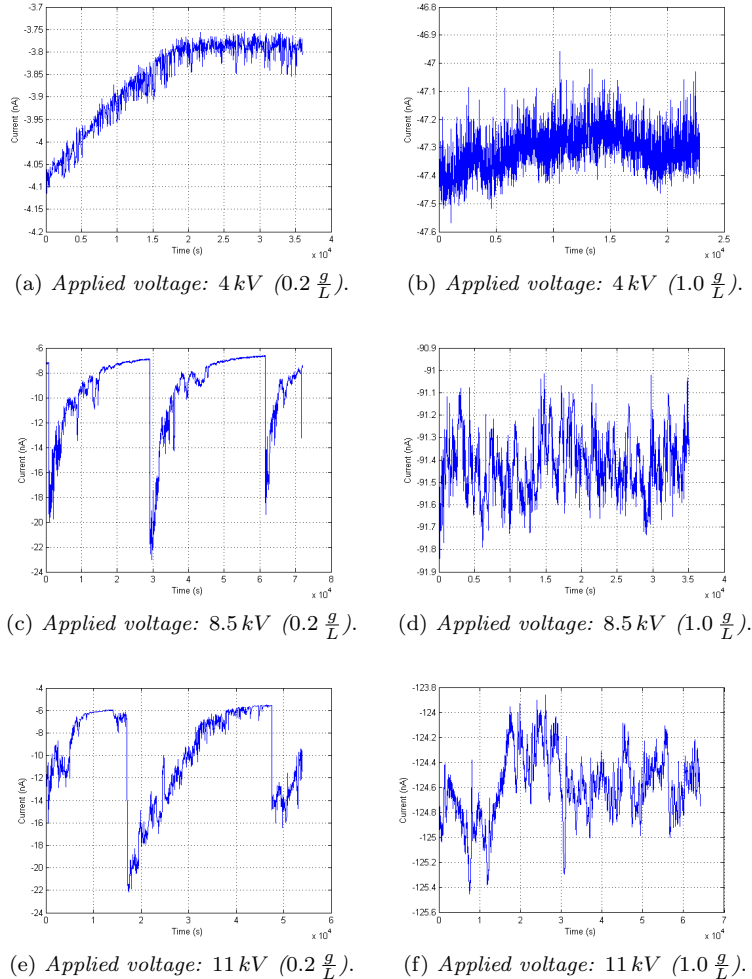 -3.7
-3.75
-3.8
-3.85
-3.9
-3.95
-4
-4.05
-4.1
-4.15
-4.2
Current (nA)
0 0.5 1 1.5 2 2.5 3 3.5 4
Time (s)
x 10^4
(a) Applied voltage: 4 kV (0.2 g/L).
-46.8
-46.9
-47
-47.1
-47.2
-47.3
-47.4
-47.5
-47.6
Current (nA)
0 0.5 1 1.5 2 2.5
Time (s)
x 10^4
(b) Applied voltage: 4 kV (1.0 g/L).
-6
-8
-10
-12
-14
-16
-18
-20
-22
-24
Current (nA)
0 1 2 3 4 5 6 7 8
Time (s)
x 10^4
(c) Applied voltage: 8.5 kV (0.2 g/L).
-90.9
-91
-91.1
-91.2
-91.3
-91.4
-91.5
-91.6
-91.7
-91.8
-91.9
Current (nA)
0 0.5 1 1.5 2 2.5 3 3.5 4
Time (s)
x 10^4
(d) Applied voltage: 8.5 kV (1.0 g/L).
-4
-6
-8
-10
-12
-14
-16
-18
-20
-22
-24
Current (nA)
0 1 2 3 4 5 6
Time (s)
x 10^4
(e) Applied voltage: 11 kV (0.2 g/L).
-123.8
-124
-124.2
-124.4
-124.6
-124.8
-125
-125.2
-125.4
-125.6
Current (nA)
0 1 2 3 4 5 6 7
Time (s)
x 10^4
(f) Applied voltage: 11 kV (1.0 g/L).